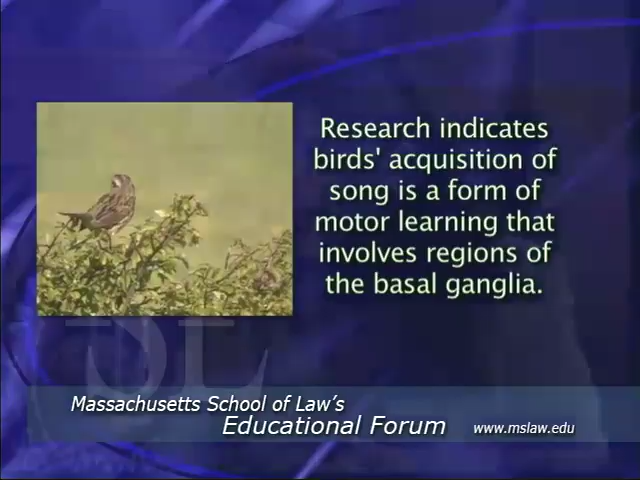 Research indicates
birds' acquisition of
song is a form of
motor learning that
involves regions of
the basal ganglia.
SL
Massachusetts School of Law's
Educational Forum
www.mslaw.edu